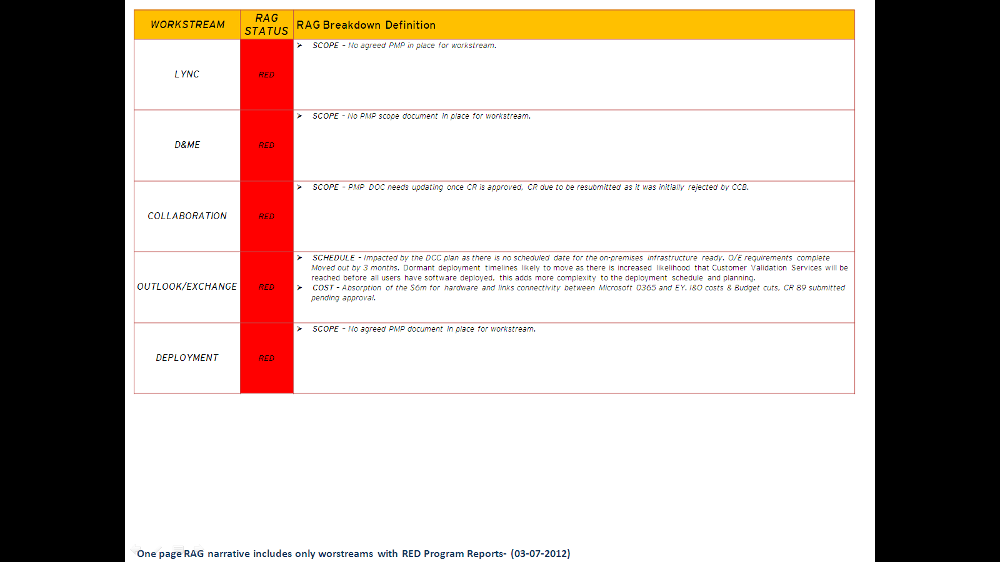 WORKSTREAM
RAG
STATUS
RAG Breakdown Definition
LYNC
RED
➢ SCOPE – No agreed PMP in place for workstream.
D&ME
RED
➢ SCOPE – No PMP scope document in place for workstream.
COLLABORATION
RED
➢ SCOPE – PMP DOC needs updating once CR is approved, CR due to be resubmitted as it was initially rejected by CCB.
OUTLOOK/EXCHANGE
RED
➢ SCHEDULE – Impacted by the DCC plan as there is no scheduled date for the on-premises infrastructure ready. O/E requirements complete
Moved out by 3 months. Dormant deployment timelines likely to move as there is increased likelihood that Customer Validation Services will be
reached before all users have software deployed, this adds more complexity to the deployment schedule and planning.
➢ COST – Absorption of the $6m for hardware and links connectivity between Microsoft O365 and EY. I&O costs & Budget cuts, CR 89 submitted
pending approval.
DEPLOYMENT
RED
➢ SCOPE – No agreed PMP document in place for workstream.
One page RAG narrative includes only worstreams with RED Program Reports- (03-07-2012)